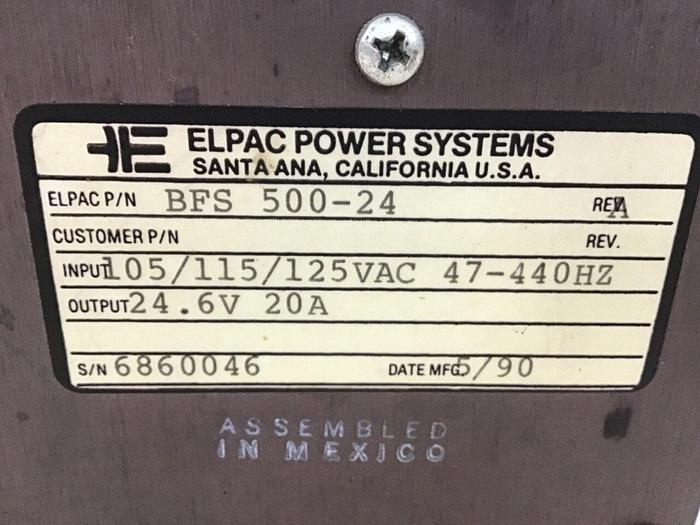 ELPAC POWER SYSTEMS
SANTA ANA, CALIFORNIA U.S.A.
ELPAC P/N BFS 500-24 REV. A
CUSTOMER P/N REV.
INPUT 105/115/125VAC 47-440HZ
OUTPUT 24.6V 20A
S/N 6860046 DATE MFG. 5/90
ASSEMBLED
IN MEXICO